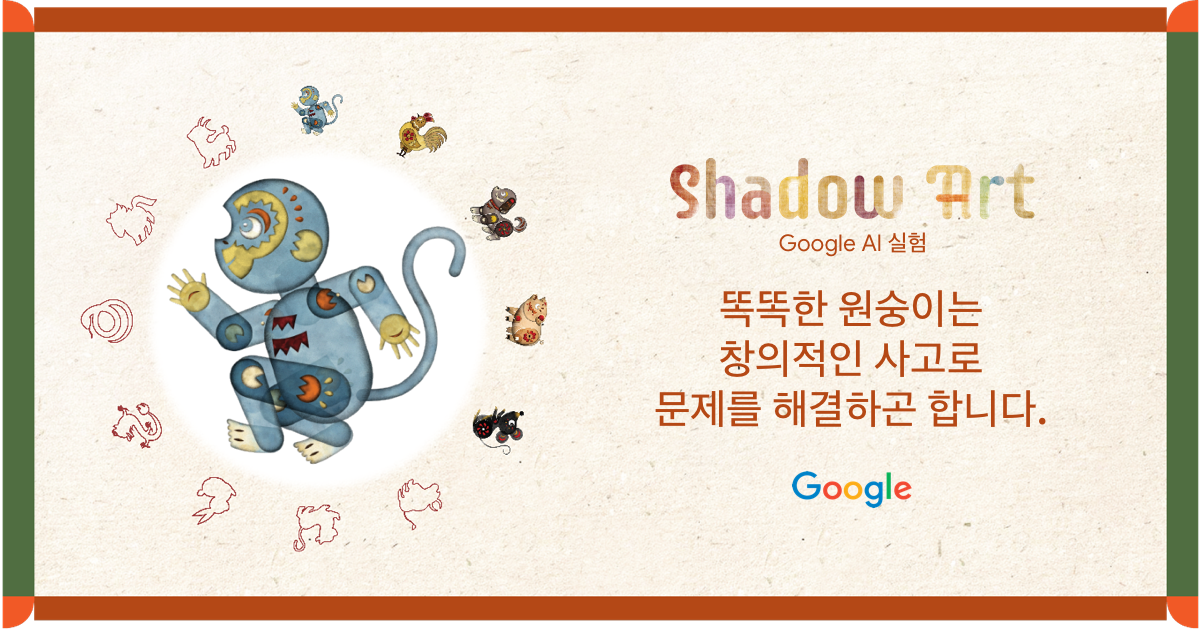 Shadow Art
Google AI 실험
똑똑한 원숭이는
창의적인 사고로
문제를 해결하곤 합니다.
Google